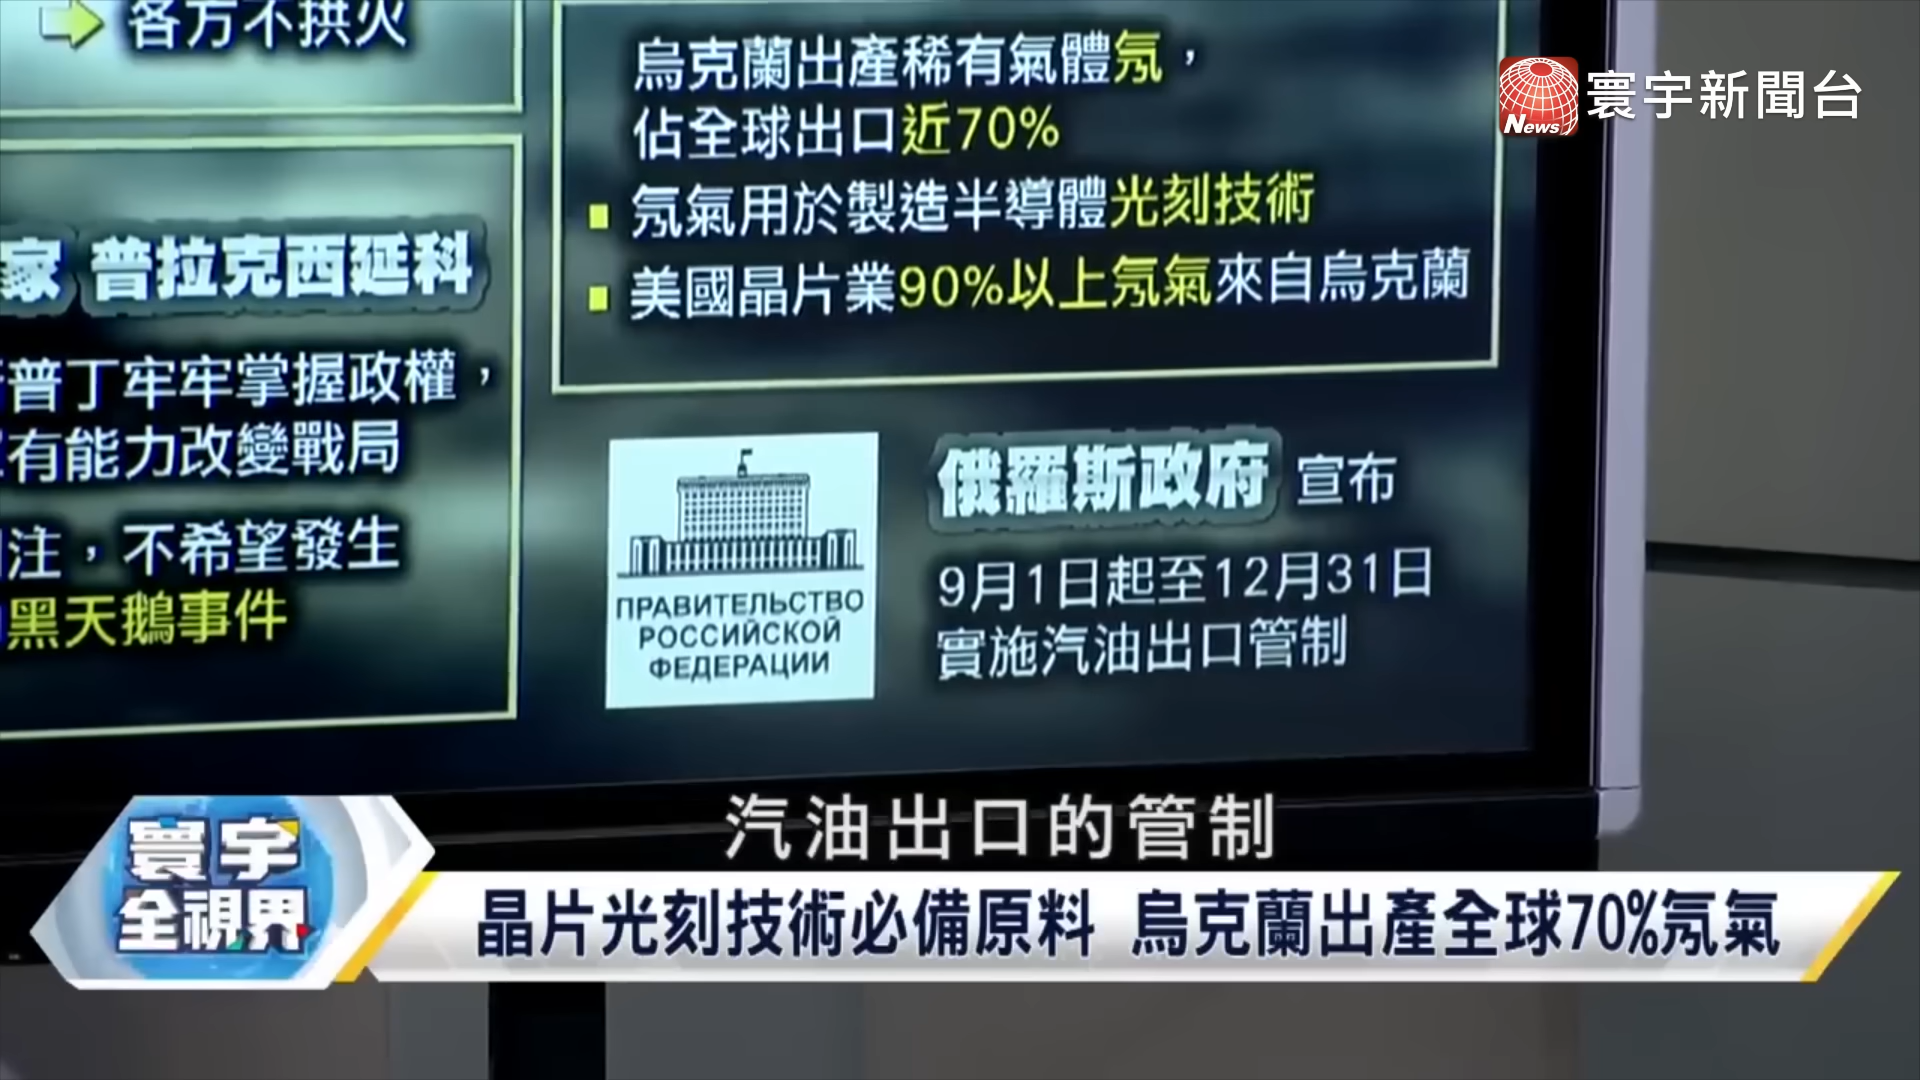 各方不拱火
家 普拉克西延科
普丁牢牢掌握政權，
有能力改變戰局
注，不希望發生
黑天鵝事件
烏克蘭出產稀有氣體氖，
佔全球出口近70%
氖氣用於製造半導體光刻技術
美國晶片業90%以上氖氣來自烏克蘭
ПРАВИТЕЛЬСТВО
РОССИЙСКОЙ
ФЕДЕРАЦИИ
俄羅斯政府 宣布
9月1日起至12月31日
實施汽油出口管制
News
寰宇新聞台
汽油出口的管制
寰宇
全視界
晶片光刻技術必備原料 烏克蘭出產全球70%氖氣